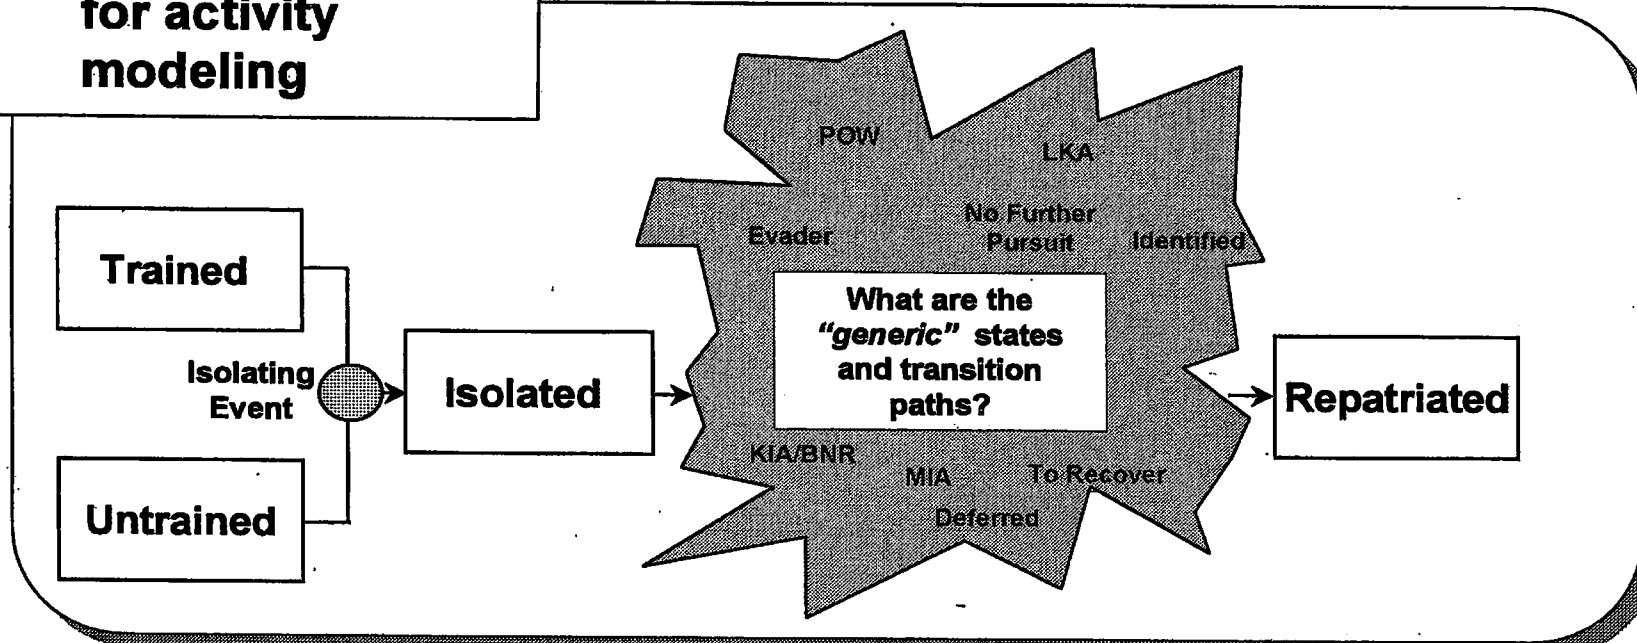 for activity
modeling
POW
LKA
No Further
Pursuit
Evader
Identified
Trained
What are the
“generic” states
and transition
paths?
Isolating
Event
Isolated
Repatriated
KIA/BNR
MIA
To Recover
Deferred
Untrained